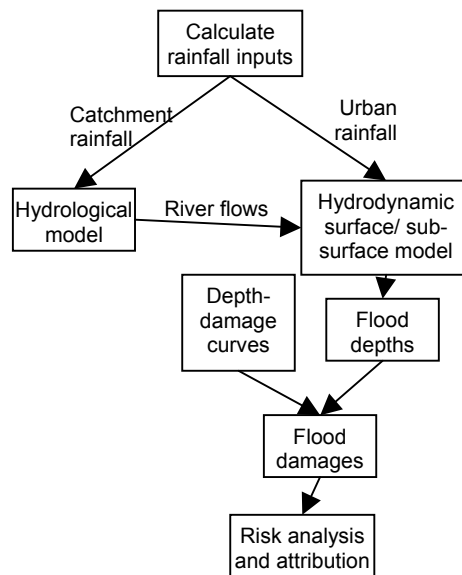 Calculate
rainfall inputs
Catchment
rainfall
Urban
rainfall
Hydrological
model
River flows
Hydrodynamic
surface/ sub-
surface model
Depth-
damage
curves
Flood
depths
Flood
damages
Risk analysis
and attribution